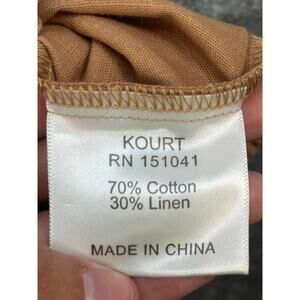 KOURT
RN 151041
70% Cotton
30% Linen
MADE IN CHINA